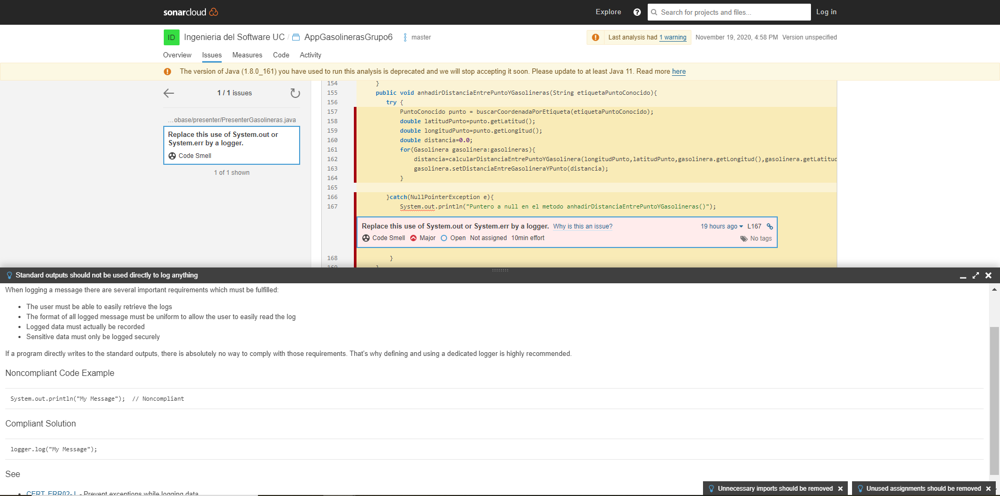 sonarcloud
Explore
Search for projects and files...
Log in
ID Ingenieria del Software UC / AppGasolinerasGrupo6 master
Last analysis had 1 warning November 19, 2020, 4:58 PM Version unspecified
Overview Issues Measures Code Activity
The version of Java (1.8.0_161) you have used to run this analysis is deprecated and we will stop accepting it soon. Please update to at least Java 11. Read more here
1 / 1 issues
…obase/presenter/PresenterGasolineras.java
Replace this use of System.out or
System.err by a logger.
Code Smell
1 of 1 shown
154 }
155 public void anhadirDistanciaEntrePuntoYGasolineras(String etiquetaPuntoConocido){
156 try {
157 PuntoConocido punto = buscarCoordenadaPorEtiqueta(etiquetaPuntoConocido);
158 double latitudPunto=punto.getLatitud();
159 double longitudPunto=punto.getLongitud();
160 double distancia=0.0;
161 for(Gasolinera gasolinera:gasolineras){
162 distancia=calcularDistanciaEntrePuntoYGasolinera(longitudPunto,latitudPunto,gasolinera.getLongitud(),gasolinera.getLatituc
163 gasolinera.setDistanciaEntreGasolineraYPunto(distancia);
164 }
165
166 }catch(NullPointerException e){
167 System.out.println("Puntero a null en el metodo anhadirDistanciaEntrePuntoYGasolineras()");
Replace this use of System.out or System.err by a logger. Why is this an issue? 19 hours ago L167
Code Smell Major Open Not assigned 10min effort No tags
168 }
169 }
Standard outputs should not be used directly to log anything
When logging a message there are several important requirements which must be fulfilled:
• The user must be able to easily retrieve the logs
• The format of all logged message must be uniform to allow the user to easily read the log
• Logged data must actually be recorded
• Sensitive data must only be logged securely
If a program directly writes to the standard outputs, there is absolutely no way to comply with those requirements. That's why defining and using a dedicated logger is highly recommended.
Noncompliant Code Example
System.out.println("My Message");  // Noncompliant
Compliant Solution
logger.log("My Message");
See
• CERT, ERR02-J. - Prevent exceptions while logging data
Unnecessary imports should be removed
Unused assignments should be removed